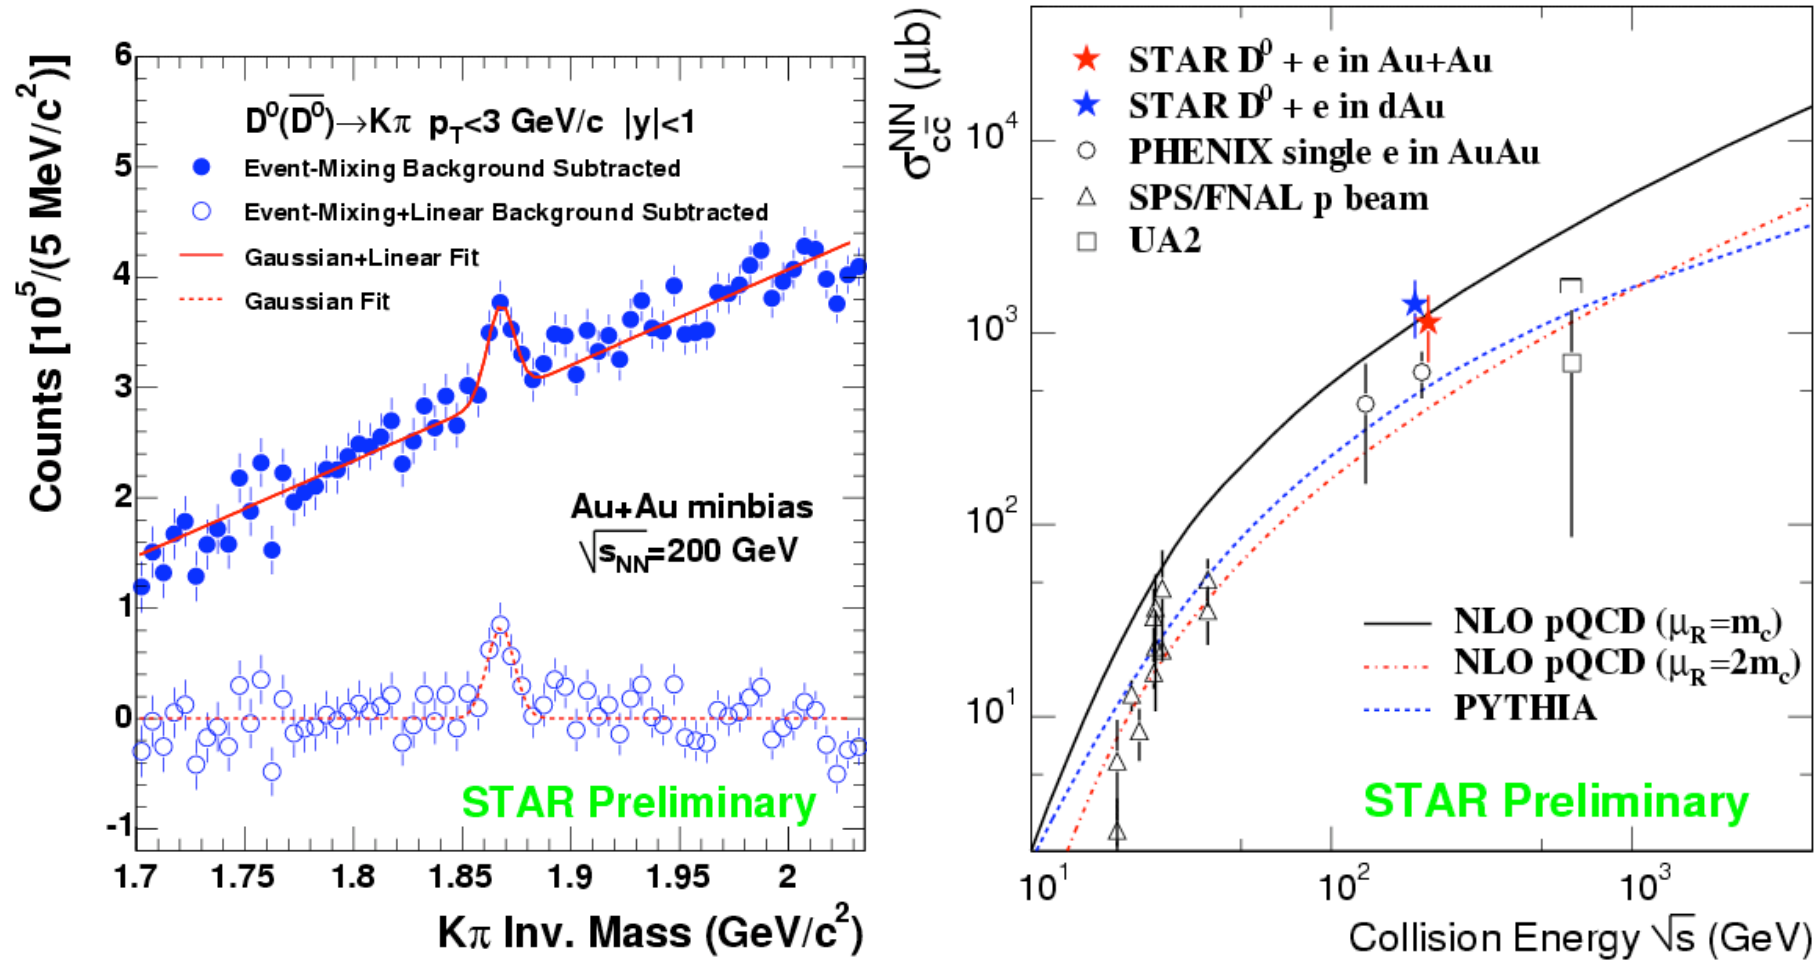 Counts [10⁵/(5 MeV/c²)]
6
5
4
3
2
1
0
-1
D⁰(D̅⁰)→Kπ p_T<3 GeV/c |y|<1
Event-Mixing Background Subtracted
Event-Mixing+Linear Background Subtracted
Gaussian+Linear Fit
Gaussian Fit
Au+Au minbias
√s_NN=200 GeV
STAR Preliminary
1.7 1.75 1.8 1.85 1.9 1.95 2
Kπ Inv. Mass (GeV/c²)
σ_cc̅^NN (μb)
10⁴
10³
10²
10¹
STAR D⁰ + e in Au+Au
STAR D⁰ + e in dAu
PHENIX single e in AuAu
SPS/FNAL p beam
UA2
NLO pQCD (μ_R=m_c)
NLO pQCD (μ_R=2m_c)
PYTHIA
STAR Preliminary
10¹ 10² 10³
Collision Energy √s (GeV)